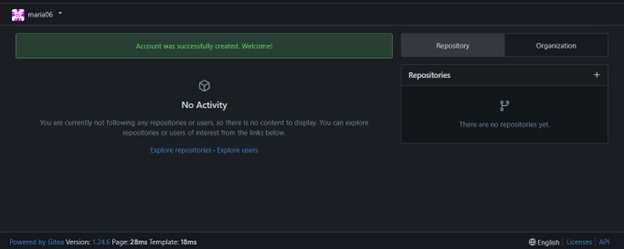 maria06
Account was successfully created. Welcome!
Repository
Organization
Repositories
+
There are no repositories yet.
No Activity
You are currently not following any repositories or users, so there is no content to display. You can explore
repositories or users of interest from the links below.
Explore repositories · Explore users
Powered by Gitea Version: 1.24.6 Page: 28ms Template: 18ms
English
Licenses
API